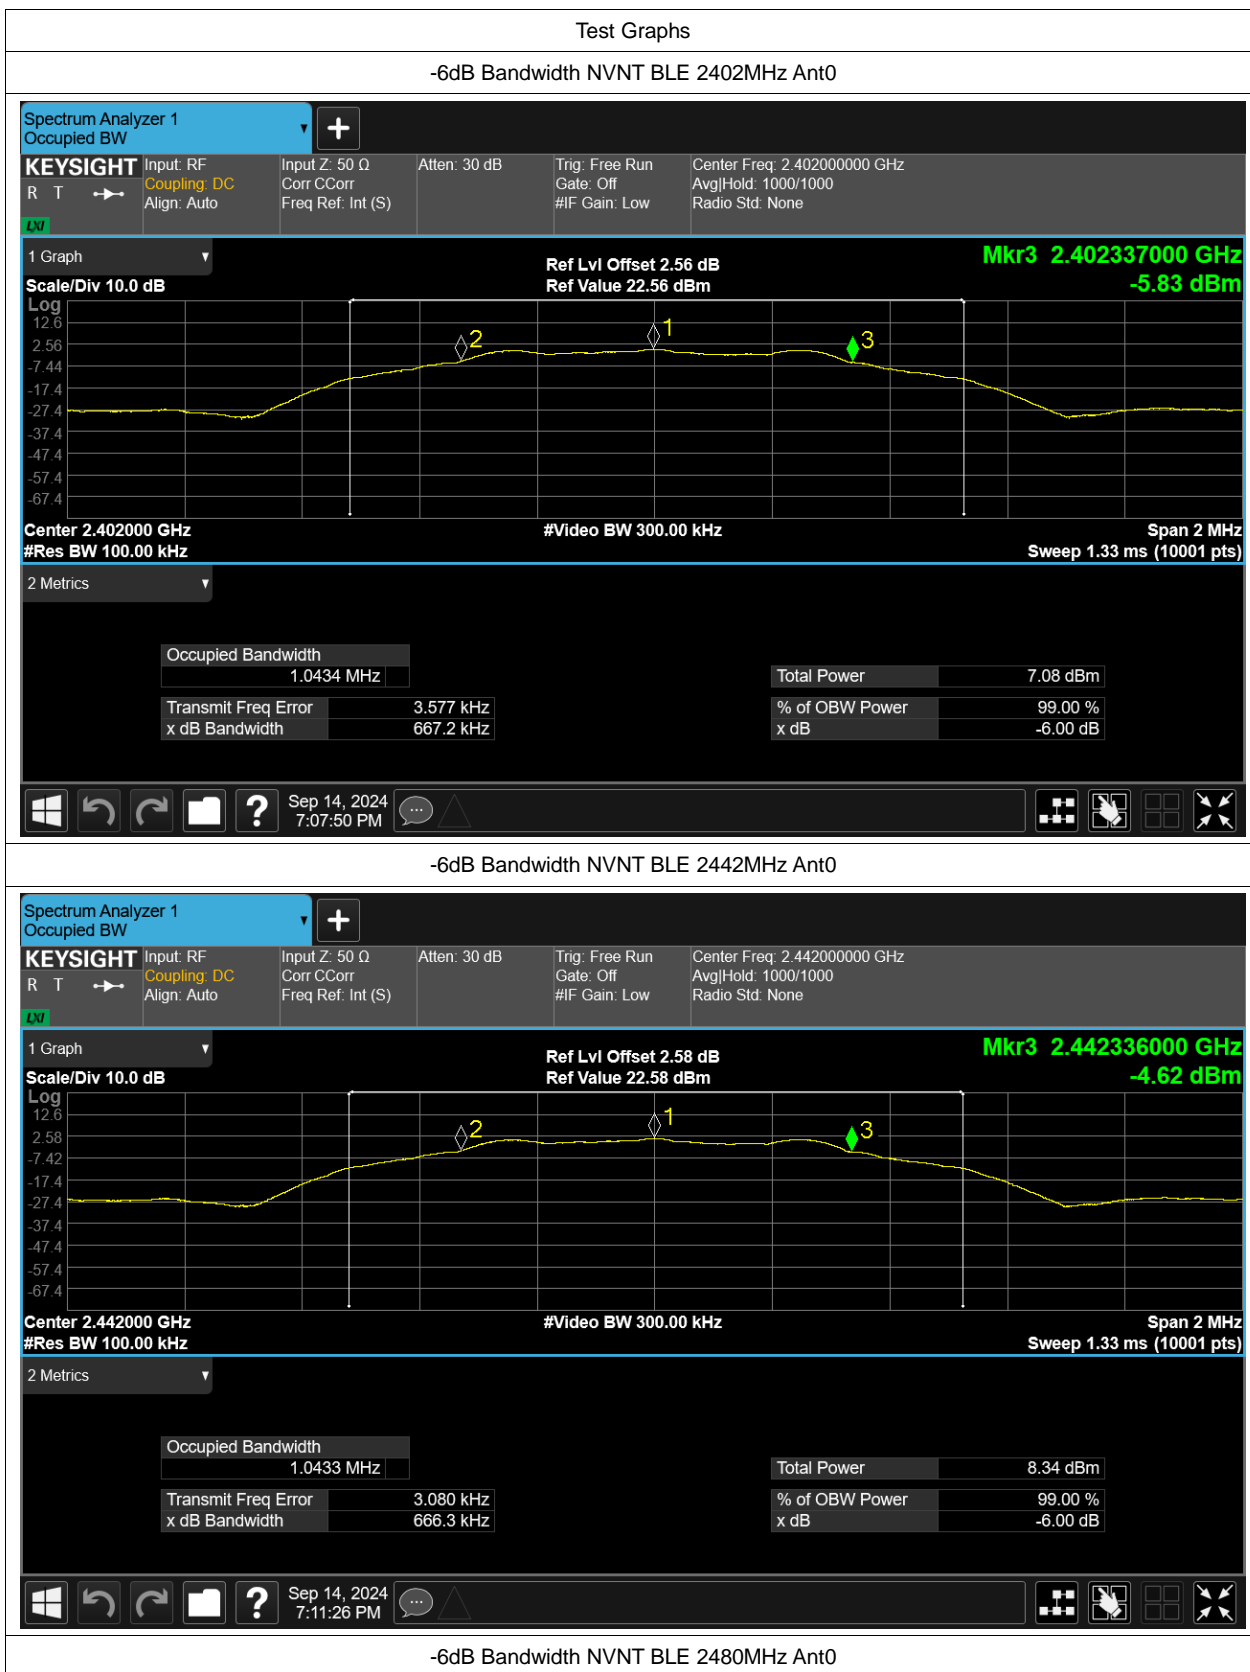 Test Graphs
-6dB Bandwidth NVNT BLE 2402MHz Ant0
Spectrum Analyzer 1
Occupied BW
KEYSIGHT Input: RF Input Z: 50 Ω Atten: 30 dB Trig: Free Run Center Freq: 2.402000000 GHz
R T Coupling: DC Corr CCorr Gate: Off Avg|Hold: 1000/1000
Align: Auto Freq Ref: Int (S) #IF Gain: Low Radio Std: None
LXI
1 Graph
Ref Lvl Offset 2.56 dB Mkr3 2.402337000 GHz
Scale/Div 10.0 dB Ref Value 22.56 dBm -5.83 dBm
Log
12.6
2.56
-7.44
-17.4
-27.4
-37.4
-47.4
-57.4
-67.4
2 1 3
Center 2.402000 GHz #Video BW 300.00 kHz Span 2 MHz
#Res BW 100.00 kHz Sweep 1.33 ms (10001 pts)
2 Metrics
Occupied Bandwidth
1.0434 MHz Total Power 7.08 dBm
Transmit Freq Error 3.577 kHz % of OBW Power 99.00 %
x dB Bandwidth 667.2 kHz x dB -6.00 dB
? Sep 14, 2024
7:07:50 PM
-6dB Bandwidth NVNT BLE 2442MHz Ant0
Spectrum Analyzer 1
Occupied BW
KEYSIGHT Input: RF Input Z: 50 Ω Atten: 30 dB Trig: Free Run Center Freq: 2.442000000 GHz
R T Coupling: DC Corr CCorr Gate: Off Avg|Hold: 1000/1000
Align: Auto Freq Ref: Int (S) #IF Gain: Low Radio Std: None
LXI
1 Graph
Ref Lvl Offset 2.58 dB Mkr3 2.442336000 GHz
Scale/Div 10.0 dB Ref Value 22.58 dBm -4.62 dBm
Log
12.6
2.58
-7.42
-17.4
-27.4
-37.4
-47.4
-57.4
-67.4
2 1 3
Center 2.442000 GHz #Video BW 300.00 kHz Span 2 MHz
#Res BW 100.00 kHz Sweep 1.33 ms (10001 pts)
2 Metrics
Occupied Bandwidth
1.0433 MHz Total Power 8.34 dBm
Transmit Freq Error 3.080 kHz % of OBW Power 99.00 %
x dB Bandwidth 666.3 kHz x dB -6.00 dB
? Sep 14, 2024
7:11:26 PM
-6dB Bandwidth NVNT BLE 2480MHz Ant0